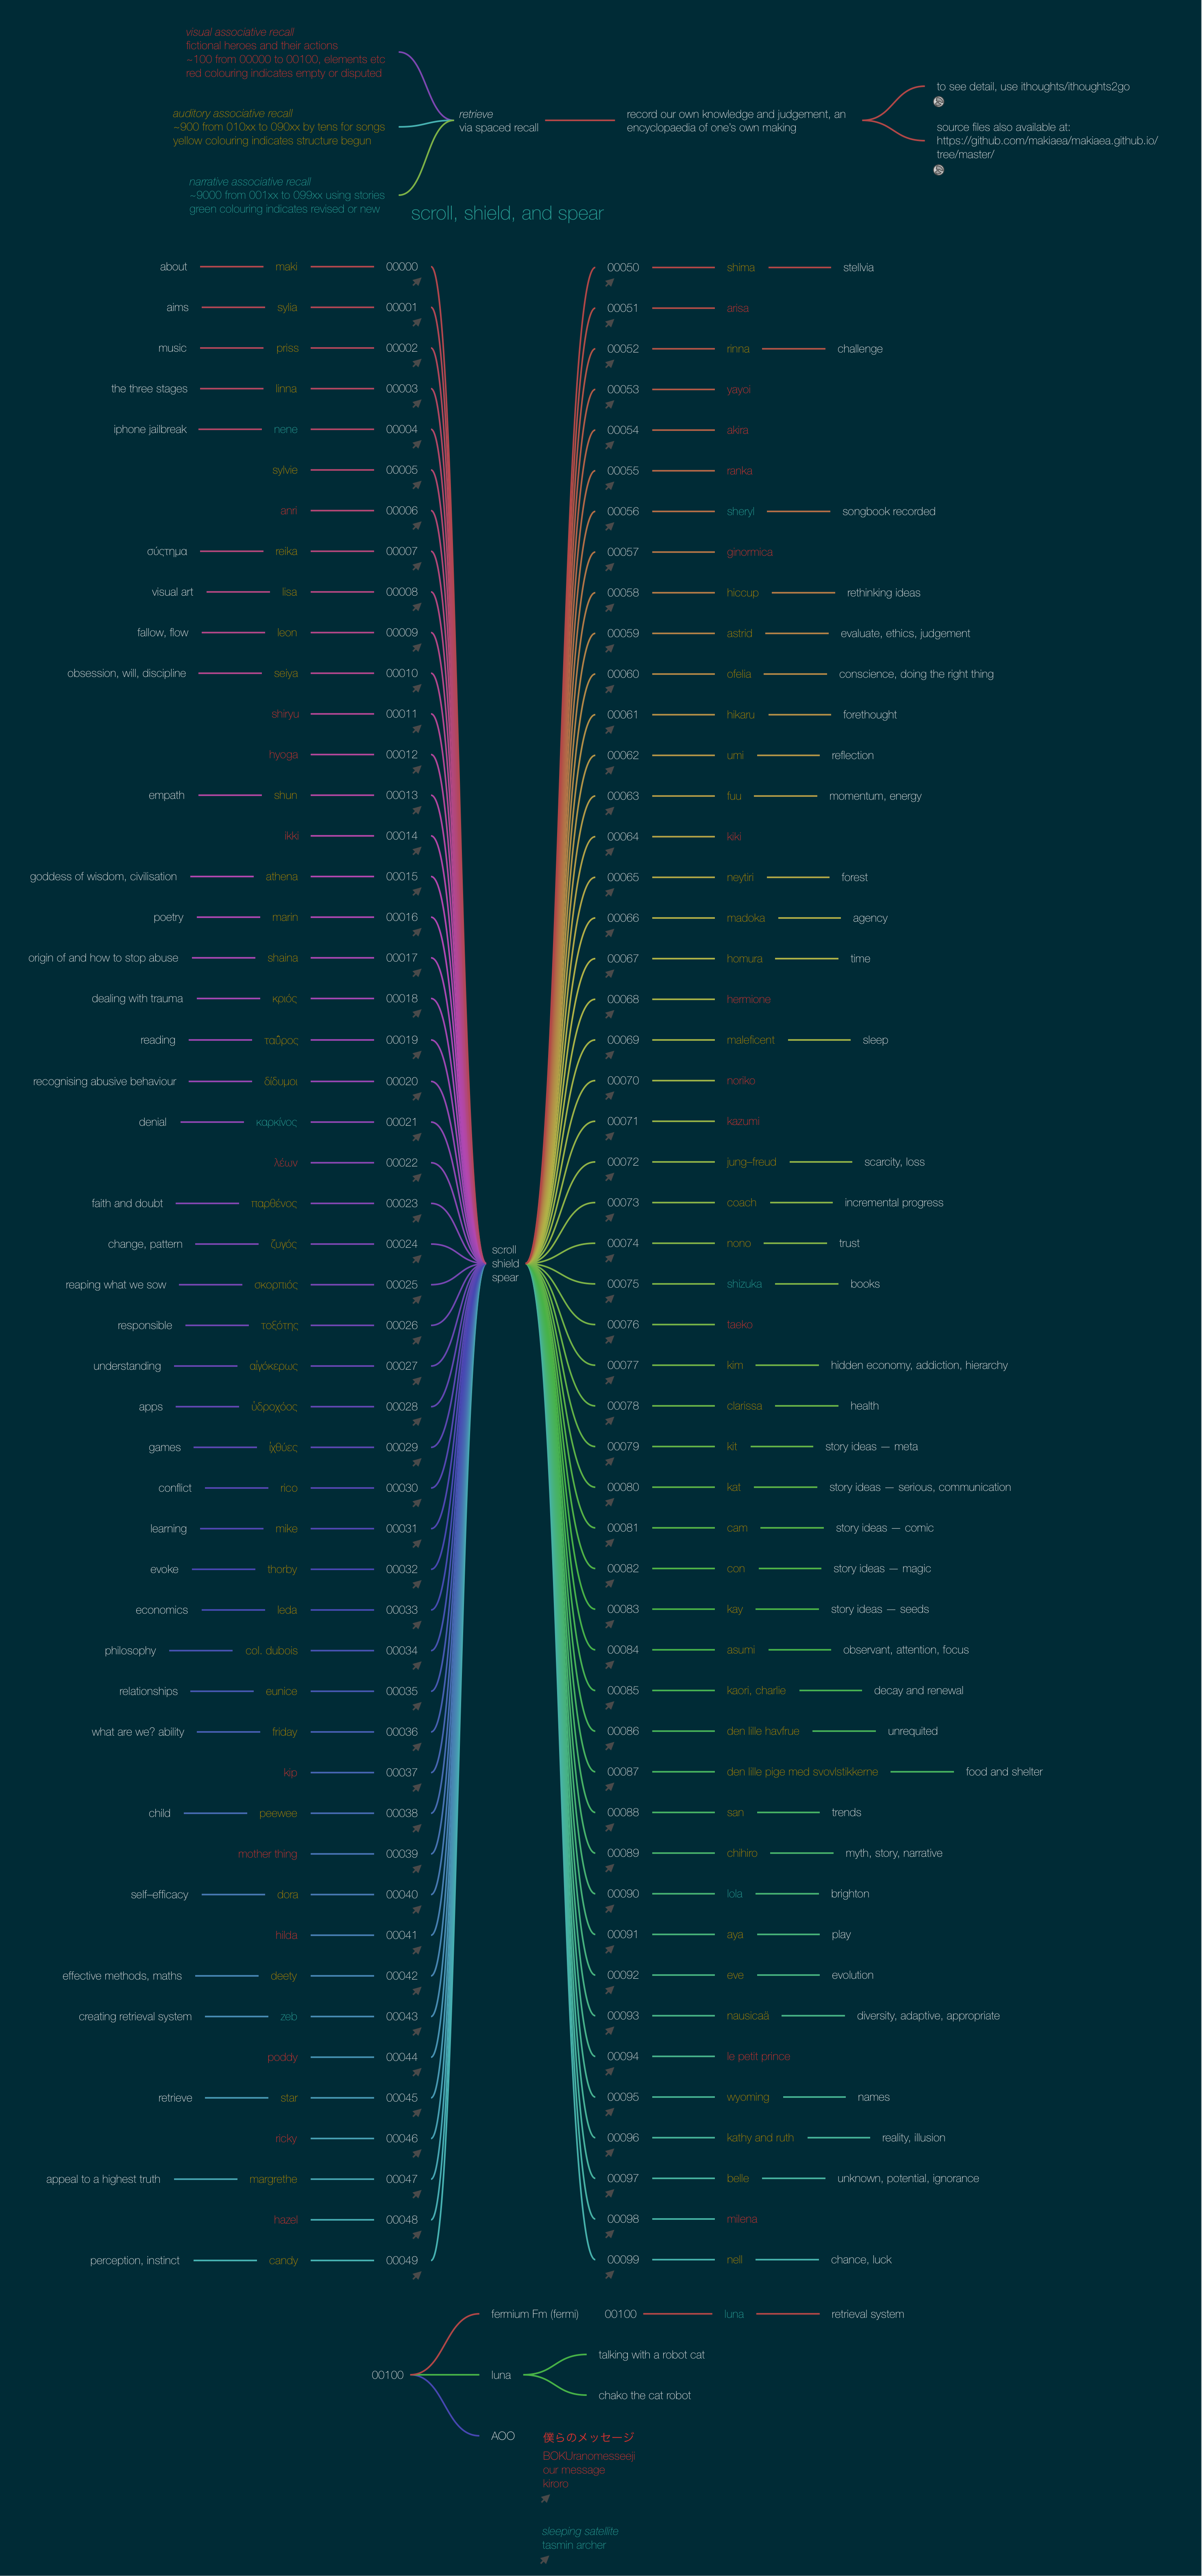 visual associative recall
fictional heroes and their actions
~100 from 00000 to 00100, elements etc
red colouring indicates empty or disputed
auditory associative recall
~900 from 010xx to 090xx by tens for songs
yellow colouring indicates structure begun
narrative associative recall
~9000 from 001xx to 099xx using stories
green colouring indicates revised or new
retrieve
via spaced recall
record our own knowledge and judgement, an
encyclopaedia of one's own making
to see detail, use ithoughts/ithoughts2go
source files also available at:
https://github.com/makiaea/makiaea.github.io/
tree/master/
scroll, shield, and spear
about maki 00000
aims sylia 00001
music priss 00002
the three stages linna 00003
iphone jailbreak nene 00004
sylvie 00005
anri 00006
σύςτημα reika 00007
visual art lisa 00008
fallow, flow leon 00009
obsession, will, discipline seiya 00010
shiryu 00011
hyoga 00012
empath shun 00013
ikki 00014
goddess of wisdom, civilisation athena 00015
poetry marin 00016
origin of and how to stop abuse shaina 00017
dealing with trauma κριός 00018
reading ταῦρος 00019
recognising abusive behaviour δίδυμοι 00020
denial καρκίνος 00021
λέων 00022
faith and doubt παρθένος 00023
change, pattern ζυγός 00024
reaping what we sow σκορπιός 00025
responsible τοξότης 00026
understanding αἰγόκερως 00027
apps ὑδροχόος 00028
games ἰχθύες 00029
conflict rico 00030
learning mike 00031
evoke thorby 00032
economics leda 00033
philosophy col. dubois 00034
relationships eunice 00035
what are we? ability friday 00036
kip 00037
child peewee 00038
mother thing 00039
self–efficacy dora 00040
hilda 00041
effective methods, maths deety 00042
creating retrieval system zeb 00043
poddy 00044
retrieve star 00045
ricky 00046
appeal to a highest truth margrethe 00047
hazel 00048
perception, instinct candy 00049
scroll
shield
spear
00050 shima stellvia
00051 arisa
00052 rinna challenge
00053 yayoi
00054 akira
00055 ranka
00056 sheryl songbook recorded
00057 ginormica
00058 hiccup rethinking ideas
00059 astrid evaluate, ethics, judgement
00060 ofelia conscience, doing the right thing
00061 hikaru forethought
00062 umi reflection
00063 fuu momentum, energy
00064 kiki
00065 neytiri forest
00066 madoka agency
00067 homura time
00068 hermione
00069 maleficent sleep
00070 noriko
00071 kazumi
00072 jung–freud scarcity, loss
00073 coach incremental progress
00074 nono trust
00075 shizuka books
00076 taeko
00077 kim hidden economy, addiction, hierarchy
00078 clarissa health
00079 kit story ideas — meta
00080 kat story ideas — serious, communication
00081 cam story ideas — comic
00082 con story ideas — magic
00083 kay story ideas — seeds
00084 asumi observant, attention, focus
00085 kaori, charlie decay and renewal
00086 den lille havfrue unrequited
00087 den lille pige med svovlstikkerne food and shelter
00088 san trends
00089 chihiro myth, story, narrative
00090 lola brighton
00091 aya play
00092 eve evolution
00093 nausicaä diversity, adaptive, appropriate
00094 le petit prince
00095 wyoming names
00096 kathy and ruth reality, illusion
00097 belle unknown, potential, ignorance
00098 milena
00099 nell chance, luck
fermium Fm (fermi) 00100 luna retrieval system
talking with a robot cat
00100 luna
chako the cat robot
AOO
僕らのメッセージ
BOKUranomesseeji
our message
kiroro
sleeping satellite
tasmin archer